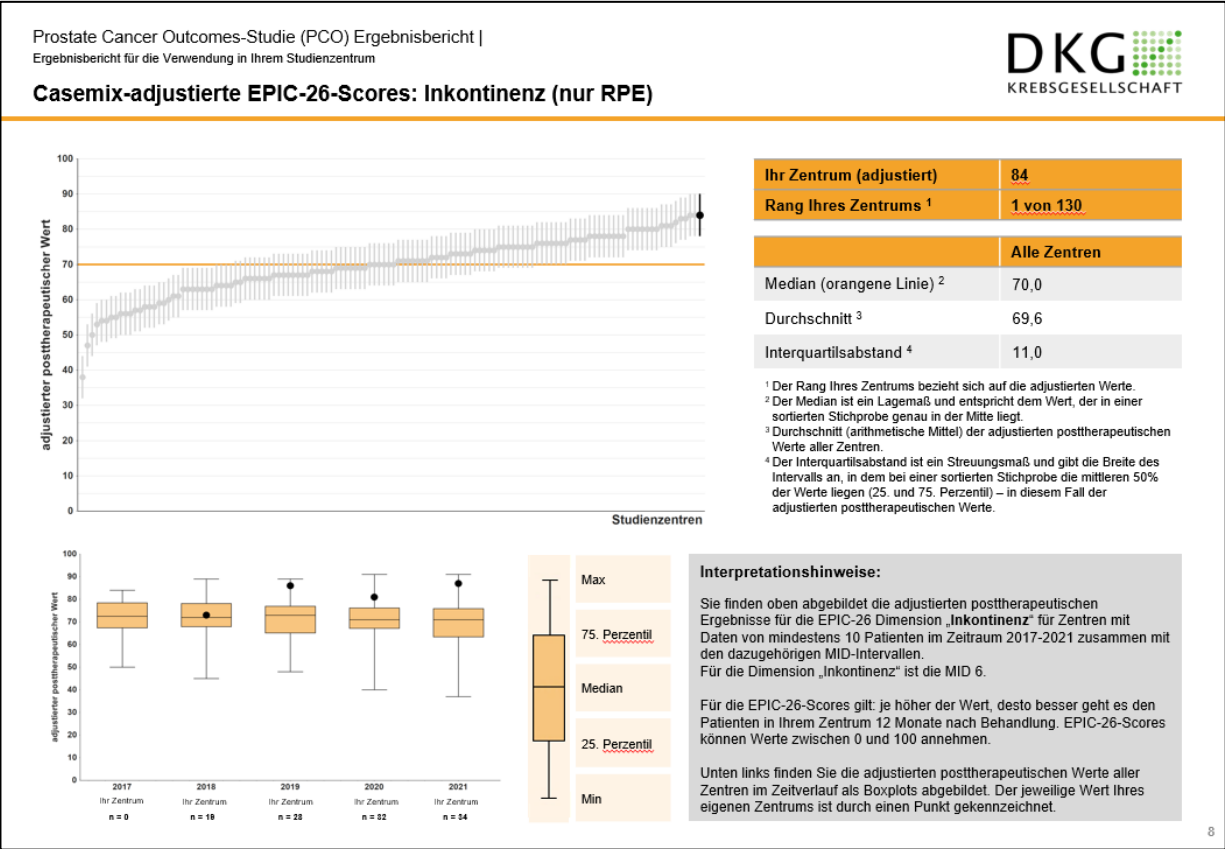 Prostate Cancer Outcomes-Studie (PCO) Ergebnisbericht |
Ergebnisbericht für die Verwendung in Ihrem Studienzentrum
Casemix-adjustierte EPIC-26-Scores: Inkontinenz (nur RPE)
DKG
KREBSGESELLSCHAFT
adjustierter posttherapeutischer Wert
100
90
80
70
60
50
40
30
20
10
0
Studienzentren
Ihr Zentrum (adjustiert) 84
Rang Ihres Zentrums 1 1 von 130
Alle Zentren
Median (orangene Linie) 2 70,0
Durchschnitt 3 69,6
Interquartilsabstand 4 11,0
1 Der Rang Ihres Zentrums bezieht sich auf die adjustierten Werte.
2 Der Median ist ein Lagemaß und entspricht dem Wert, der in einer
sortierten Stichprobe genau in der Mitte liegt.
3 Durchschnitt (arithmetische Mittel) der adjustierten posttherapeutischen
Werte aller Zentren.
4 Der Interquartilsabstand ist ein Streuungsmaß und gibt die Breite des
Intervalls an, in dem bei einer sortierten Stichprobe die mittleren 50%
der Werte liegen (25. und 75. Perzentil) – in diesem Fall der
adjustierten posttherapeutischen Werte.
adjustierter posttherapeutischer Wert
100
90
80
70
60
50
40
30
20
10
0
2017 2018 2019 2020 2021
Ihr Zentrum Ihr Zentrum Ihr Zentrum Ihr Zentrum Ihr Zentrum
n = 0 n = 19 n = 28 n = 32 n = 34
Max
75. Perzentil
Median
25. Perzentil
Min
Interpretationshinweise:
Sie finden oben abgebildet die adjustierten posttherapeutischen
Ergebnisse für die EPIC-26 Dimension „Inkontinenz“ für Zentren mit
Daten von mindestens 10 Patienten im Zeitraum 2017-2021 zusammen mit
den dazugehörigen MID-Intervallen.
Für die Dimension „Inkontinenz“ ist die MID 6.
Für die EPIC-26-Scores gilt: je höher der Wert, desto besser geht es den
Patienten in Ihrem Zentrum 12 Monate nach Behandlung. EPIC-26-Scores
können Werte zwischen 0 und 100 annehmen.
Unten links finden Sie die adjustierten posttherapeutischen Werte aller
Zentren im Zeitverlauf als Boxplots abgebildet. Der jeweilige Wert Ihres
eigenen Zentrums ist durch einen Punkt gekennzeichnet.
8